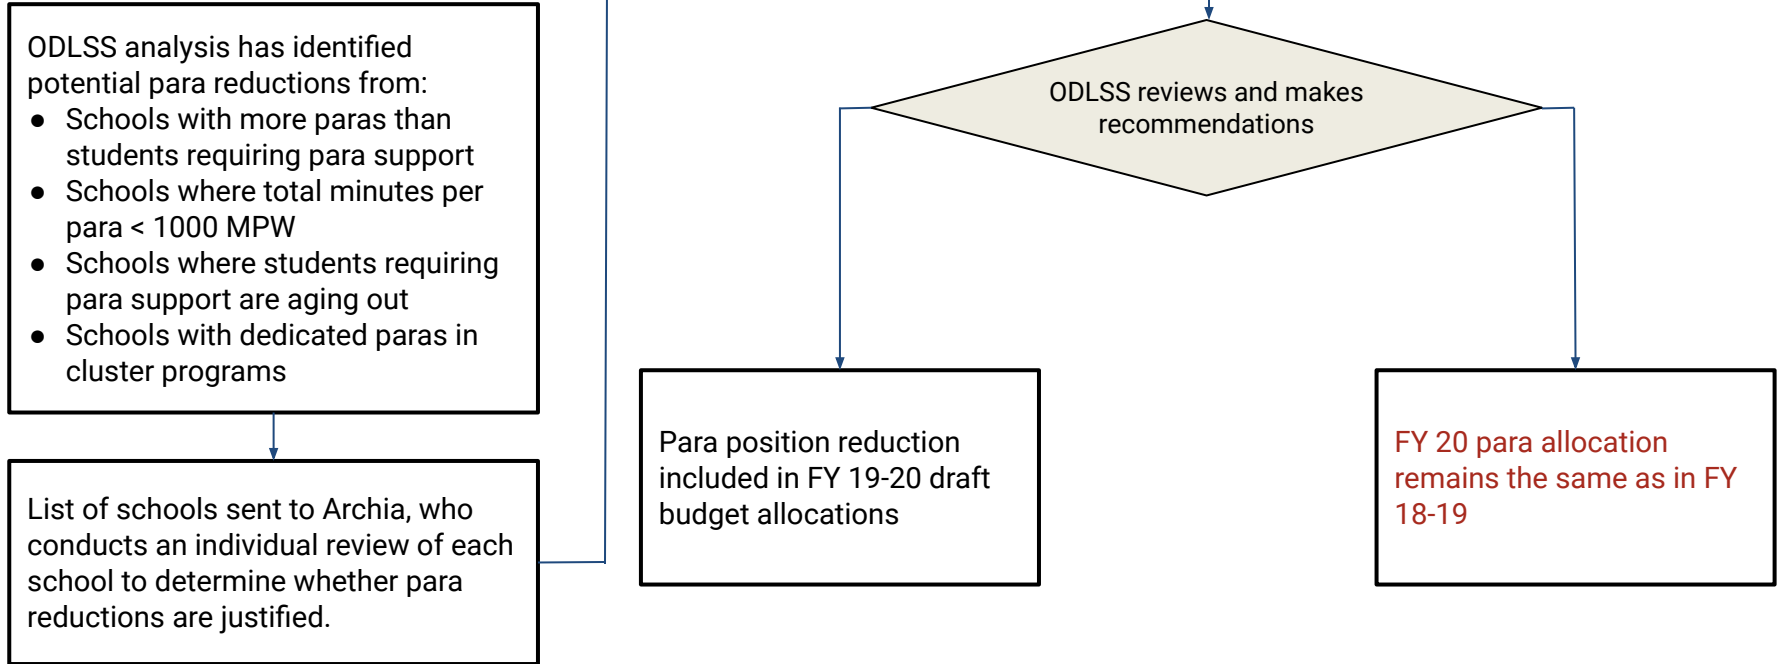 ODLSS analysis has identified
potential para reductions from:
● Schools with more paras than
students requiring para support
● Schools where total minutes per
para < 1000 MPW
● Schools where students requiring
para support are aging out
● Schools with dedicated paras in
cluster programs
List of schools sent to Archia, who
conducts an individual review of each
school to determine whether para
reductions are justified.
ODLSS reviews and makes
recommendations
Para position reduction
included in FY 19-20 draft
budget allocations
FY 20 para allocation
remains the same as in FY
18-19